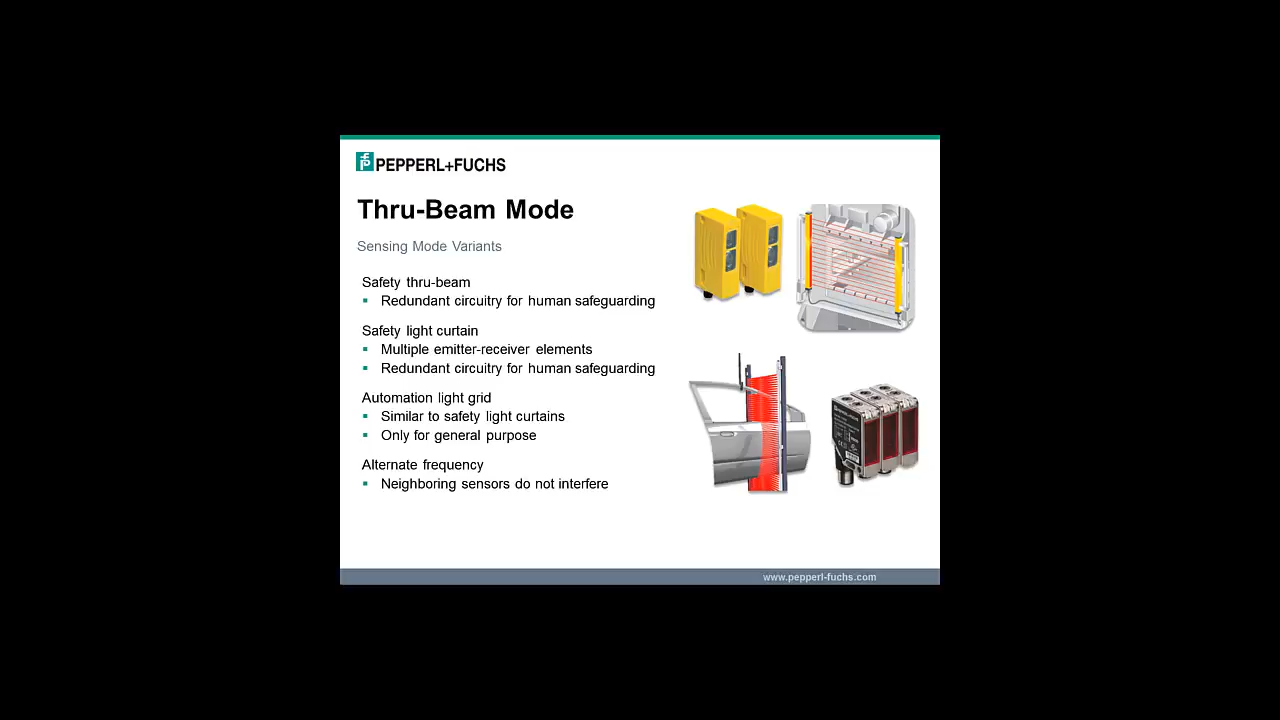 PEPPERL+FUCHS
Thru-Beam Mode
Sensing Mode Variants
Safety thru-beam
▪ Redundant circuitry for human safeguarding
Safety light curtain
▪ Multiple emitter-receiver elements
▪ Redundant circuitry for human safeguarding
Automation light grid
▪ Similar to safety light curtains
▪ Only for general purpose
Alternate frequency
▪ Neighboring sensors do not interfere
www.pepperl-fuchs.com